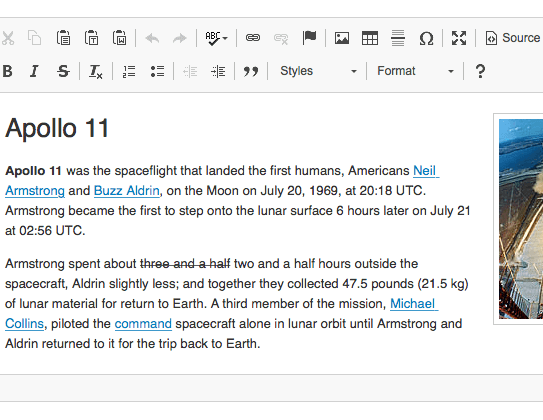 ABC Ω Source
B I S Tx ” Styles Format ?
Apollo 11
Apollo 11 was the spaceflight that landed the first humans, Americans Neil
Armstrong and Buzz Aldrin, on the Moon on July 20, 1969, at 20:18 UTC.
Armstrong became the first to step onto the lunar surface 6 hours later on July 21
at 02:56 UTC.
Armstrong spent about three and a half two and a half hours outside the
spacecraft, Aldrin slightly less; and together they collected 47.5 pounds (21.5 kg)
of lunar material for return to Earth. A third member of the mission, Michael
Collins, piloted the command spacecraft alone in lunar orbit until Armstrong and
Aldrin returned to it for the trip back to Earth.